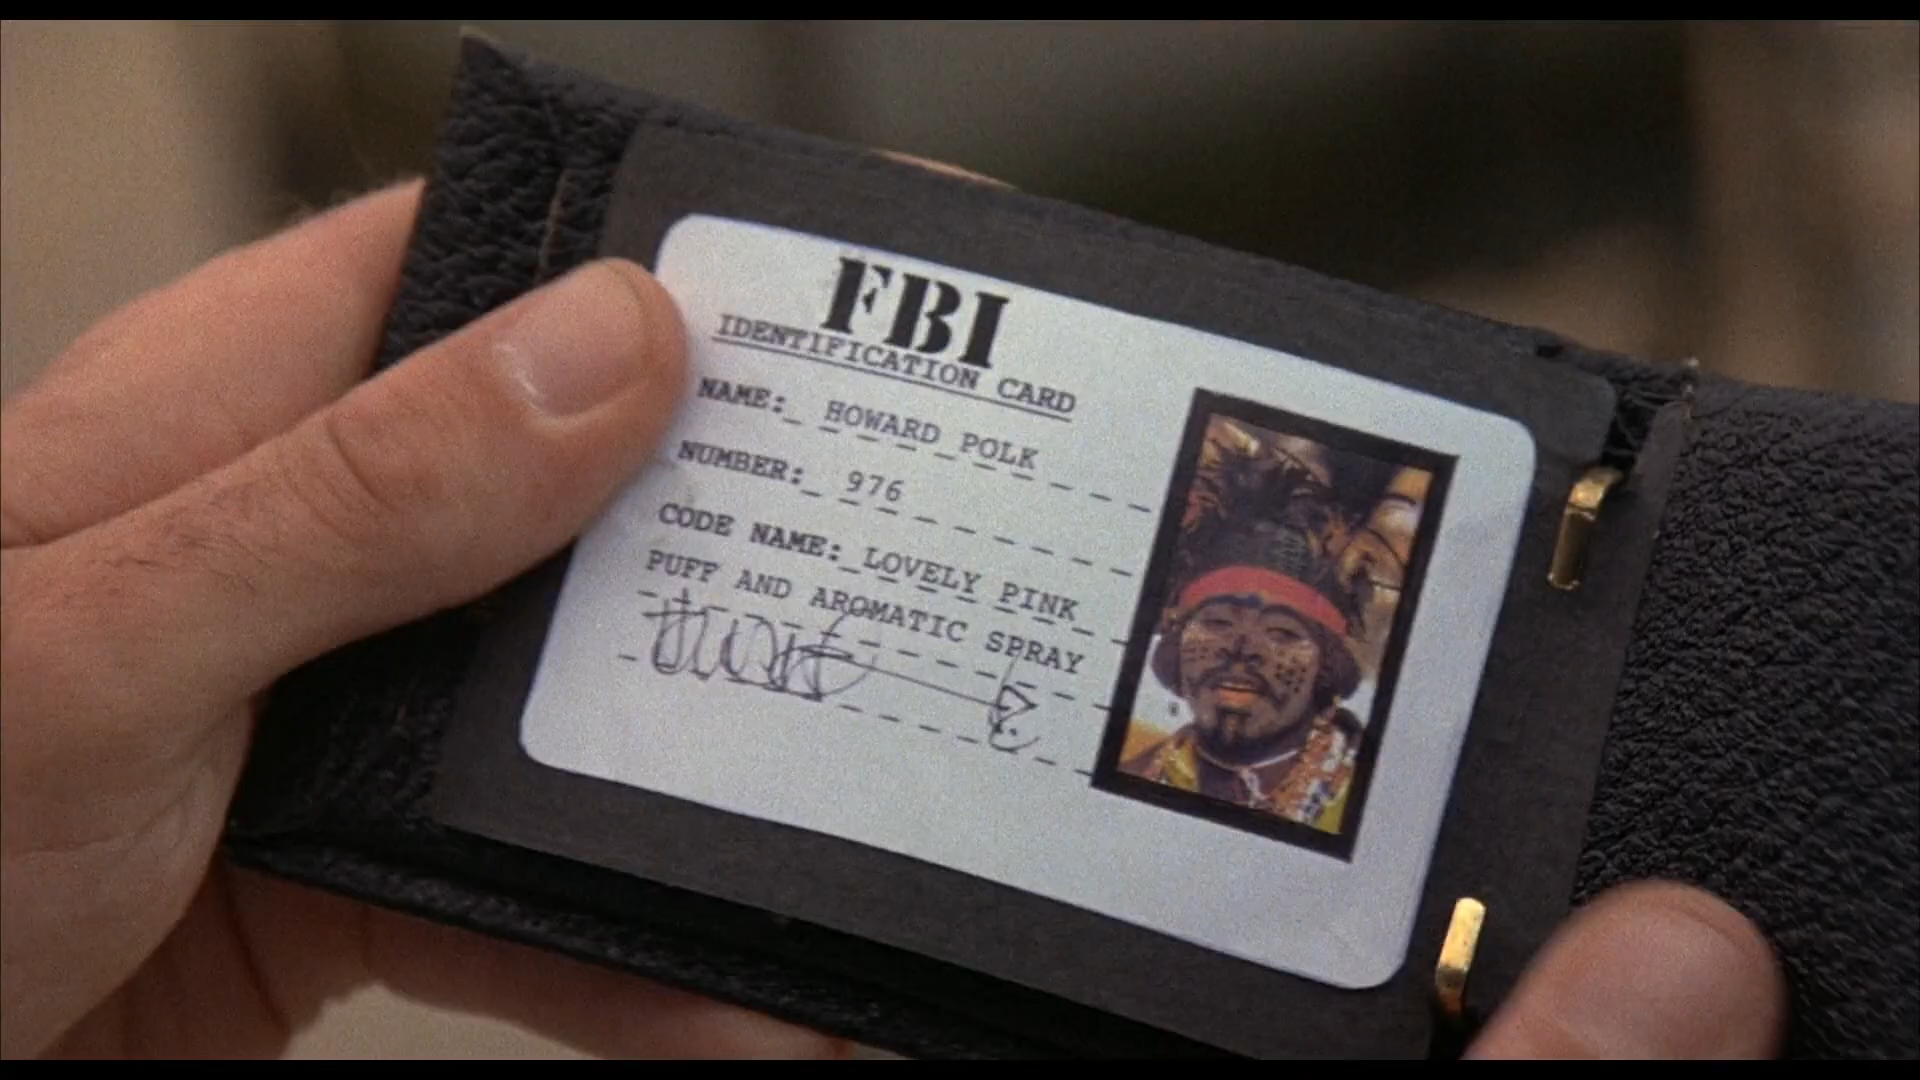 FBI
IDENTIFICATION CARD
NAME: HOWARD POLK
NUMBER: 976
CODE NAME: LOVELY PINK
PUFF AND AROMATIC SPRAY